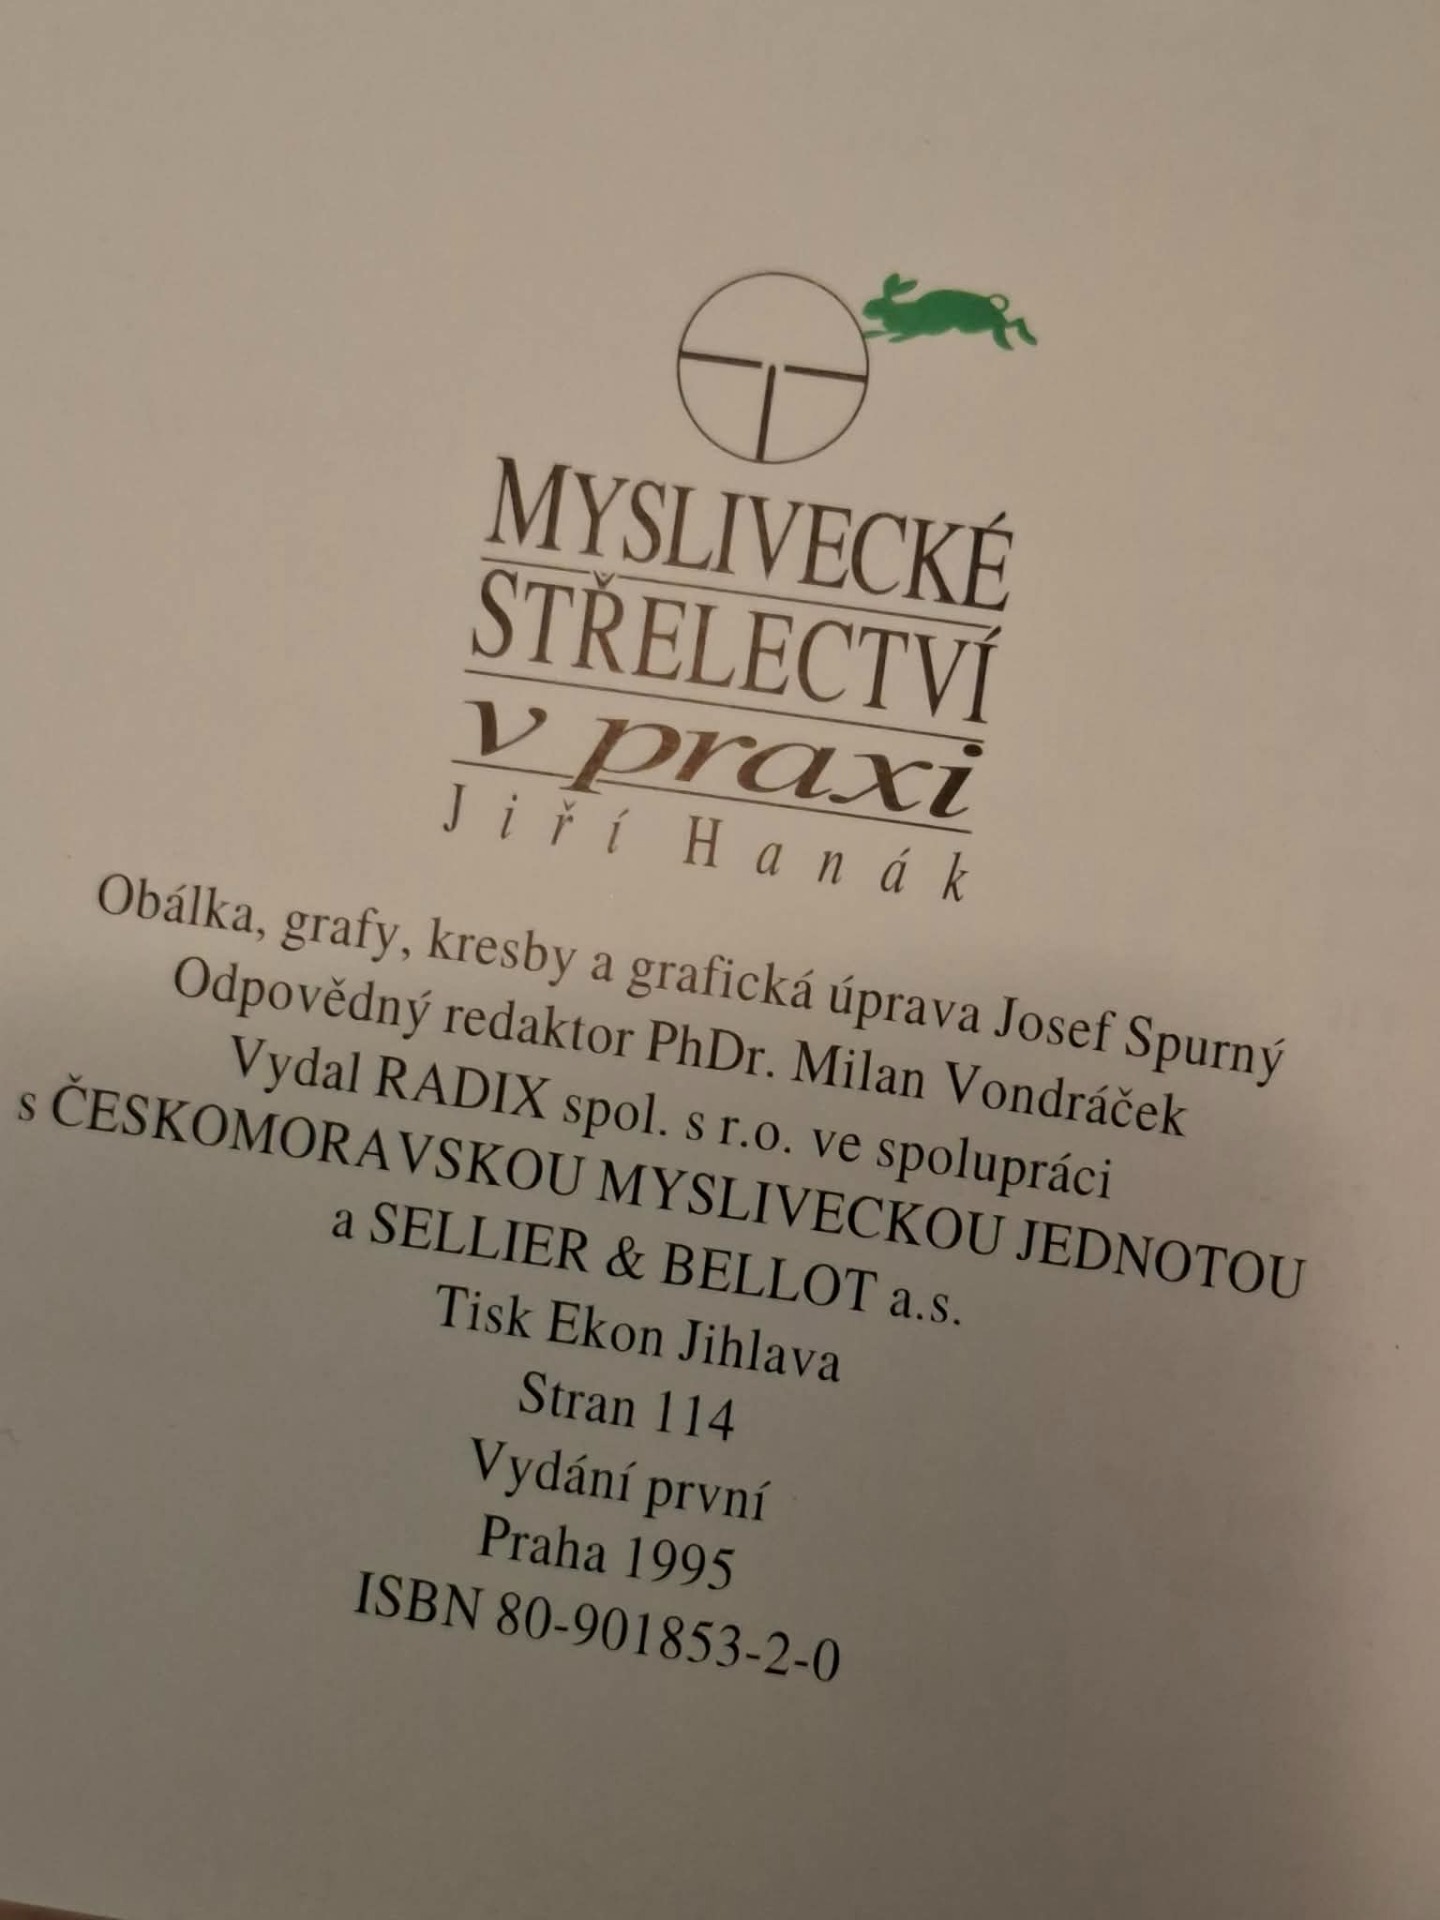 MYSLIVECKÉ
STŘELECTVÍ
v praxi
Jiří Hanák
Obálka, grafy, kresby a grafická úprava Josef Spurný
Odpovědný redaktor PhDr. Milan Vondráček
Vydal RADIX spol. s r.o. ve spolupráci
s ČESKOMORAVSKOU MYSLIVECKOU JEDNOTOU
a SELLIER & BELLOT a.s.
Tisk Ekon Jihlava
Stran 114
Vydání první
Praha 1995
ISBN 80-901853-2-0